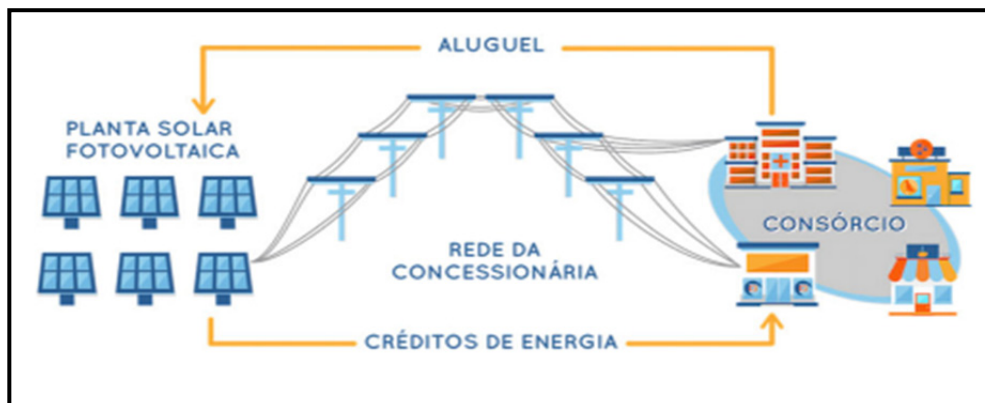 ALUGUEL
PLANTA SOLAR
FOTOVOLTAICA
CONSÓRCIO
REDE DA
CONCESSIONÁRIA
CRÉDITOS DE ENERGIA